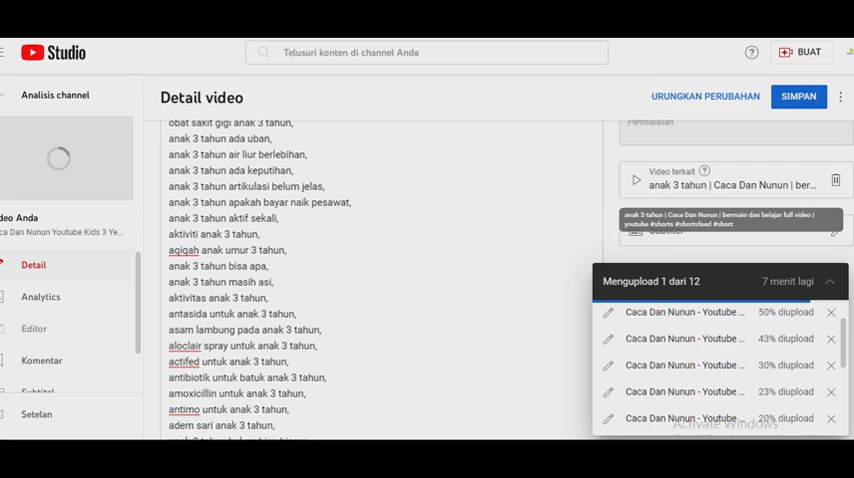 Studio
Telusuri konten di channel Anda
BUAT
Analisis channel
Detail video
URUNGKAN PERUBAHAN
SIMPAN
obat sakit gigi anak 3 tahun,
anak 3 tahun ada uban,
anak 3 tahun air liur berlebihan,
anak 3 tahun ada keputihan,
anak 3 tahun artikulasi belum jelas,
anak 3 tahun apakah bayar naik pesawat,
anak 3 tahun aktif sekali,
aktiviti anak 3 tahun,
aqiqah anak umur 3 tahun,
anak 3 tahun bisa apa,
anak 3 tahun masih asi,
aktivitas anak 3 tahun,
antasida untuk anak 3 tahun,
asam lambung pada anak 3 tahun,
aloclair spray untuk anak 3 tahun,
actifed untuk anak 3 tahun,
antibiotik untuk batuk anak 3 tahun,
amoxicillin untuk anak 3 tahun,
antimo untuk anak 3 tahun,
adem sari anak 3 tahun,
deo Anda
ca Dan Nunun Youtube Kids 3 Ye...
Detail
Analytics
Editor
Komentar
Subtitel
Setelan
Pembatasan
Video terkait
anak 3 tahun | Caca Dan Nunun | ber...
anak 3 tahun | Caca Dan Nunun | bermain dan belajar full video |
youtube #shorts #shortsfeed #short
Subtitel
Mengupload 1 dari 12
7 menit lagi
Caca Dan Nunun - Youtube ... 50% diupload
Caca Dan Nunun - Youtube ... 43% diupload
Caca Dan Nunun - Youtube ... 30% diupload
Caca Dan Nunun - Youtube ... 23% diupload
Caca Dan Nunun - Youtube ... 20% diupload
Activate Windows